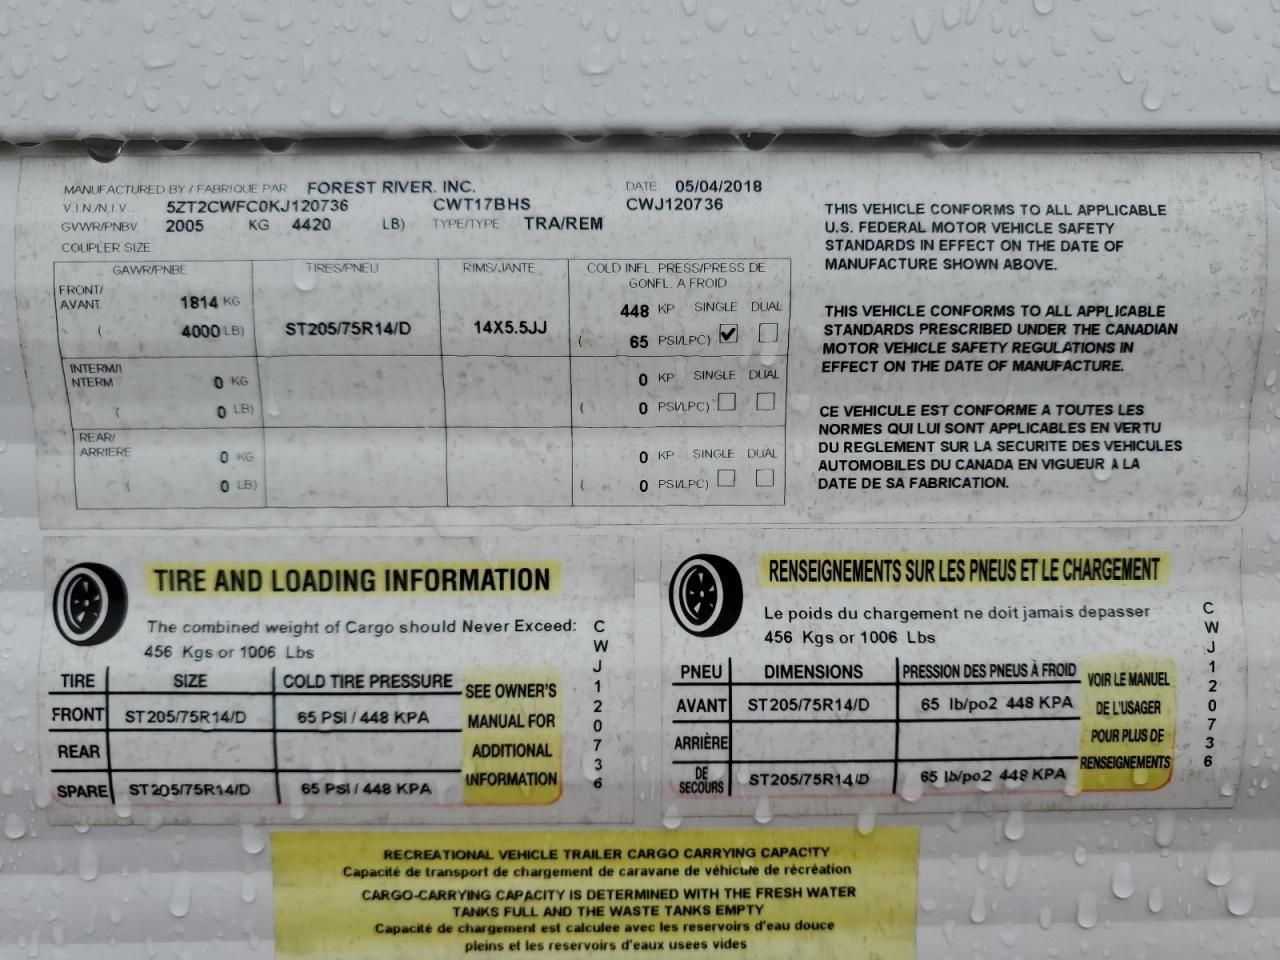 MANUFACTURED BY / FABRIQUE PAR FOREST RIVER, INC. DATE: 05/04/2018
V.I.N./N.I.V.. 5ZT2CWFC0KJ120736 CWT17BHS CWJ120736
GVWR/PNBV 2005 KG 4420 LB) TYPE/TYPE TRA/REM
COUPLER SIZE
GAWR/PNBE TIRES/PNEU RIMS/JANTE COLD INFL. PRESS/PRESS DE
GONFL. A FROID
FRONT/
AVANT 1814 KG 448 KP SINGLE DUAL
( 4000 LB) ST205/75R14/D 14X5.5JJ ( 65 PSI/LPC)
INTERM/I
NTERM 0 KG 0 KP SINGLE DUAL
( 0 LB) ( 0 PSI/LPC)
REAR/
ARRIERE 0 KG 0 KP SINGLE DUAL
( 0 LB) ( 0 PSI/LPC)
THIS VEHICLE CONFORMS TO ALL APPLICABLE
U.S. FEDERAL MOTOR VEHICLE SAFETY
STANDARDS IN EFFECT ON THE DATE OF
MANUFACTURE SHOWN ABOVE.
THIS VEHICLE CONFORMS TO ALL APPLICABLE
STANDARDS PRESCRIBED UNDER THE CANADIAN
MOTOR VEHICLE SAFETY REGULATIONS IN
EFFECT ON THE DATE OF MANUFACTURE.
CE VEHICULE EST CONFORME A TOUTES LES
NORMES QUI LUI SONT APPLICABLES EN VERTU
DU REGLEMENT SUR LA SECURITE DES VEHICULES
AUTOMOBILES DU CANADA EN VIGUEUR A LA
DATE DE SA FABRICATION.
TIRE AND LOADING INFORMATION
The combined weight of Cargo should Never Exceed:
456 Kgs or 1006 Lbs
TIRE SIZE COLD TIRE PRESSURE
FRONT ST205/75R14/D 65 PSI / 448 KPA
REAR
SPARE ST205/75R14/D 65 PSI / 448 KPA
SEE OWNER'S
MANUAL FOR
ADDITIONAL
INFORMATION
CWJ120736
RENSEIGNEMENTS SUR LES PNEUS ET LE CHARGEMENT
Le poids du chargement ne doit jamais depasser
456 Kgs or 1006 Lbs
PNEU DIMENSIONS PRESSION DES PNEUS À FROID
AVANT ST205/75R14/D 65 lb/po2 448 KPA
ARRIÈRE
DE
SECOURS ST205/75R14/D 65 lb/po2 448 KPA
VOIR LE MANUEL
DE L'USAGER
POUR PLUS DE
RENSEIGNEMENTS
CWJ120736
RECREATIONAL VEHICLE TRAILER CARGO CARRYING CAPACITY
Capacité de transport de chargement de caravane de véhicule de récréation
CARGO-CARRYING CAPACITY IS DETERMINED WITH THE FRESH WATER
TANKS FULL AND THE WASTE TANKS EMPTY
Capacité de chargement est calculee avec les reservoirs d'eau douce
pleins et les reservoirs d'eaux usees vides